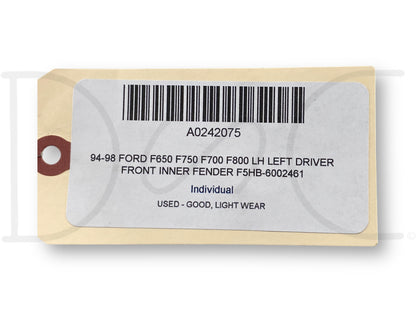 A0242075
94-98 FORD F650 F750 F700 F800 LH LEFT DRIVER
FRONT INNER FENDER F5HB-6002461
Individual
USED - GOOD, LIGHT WEAR